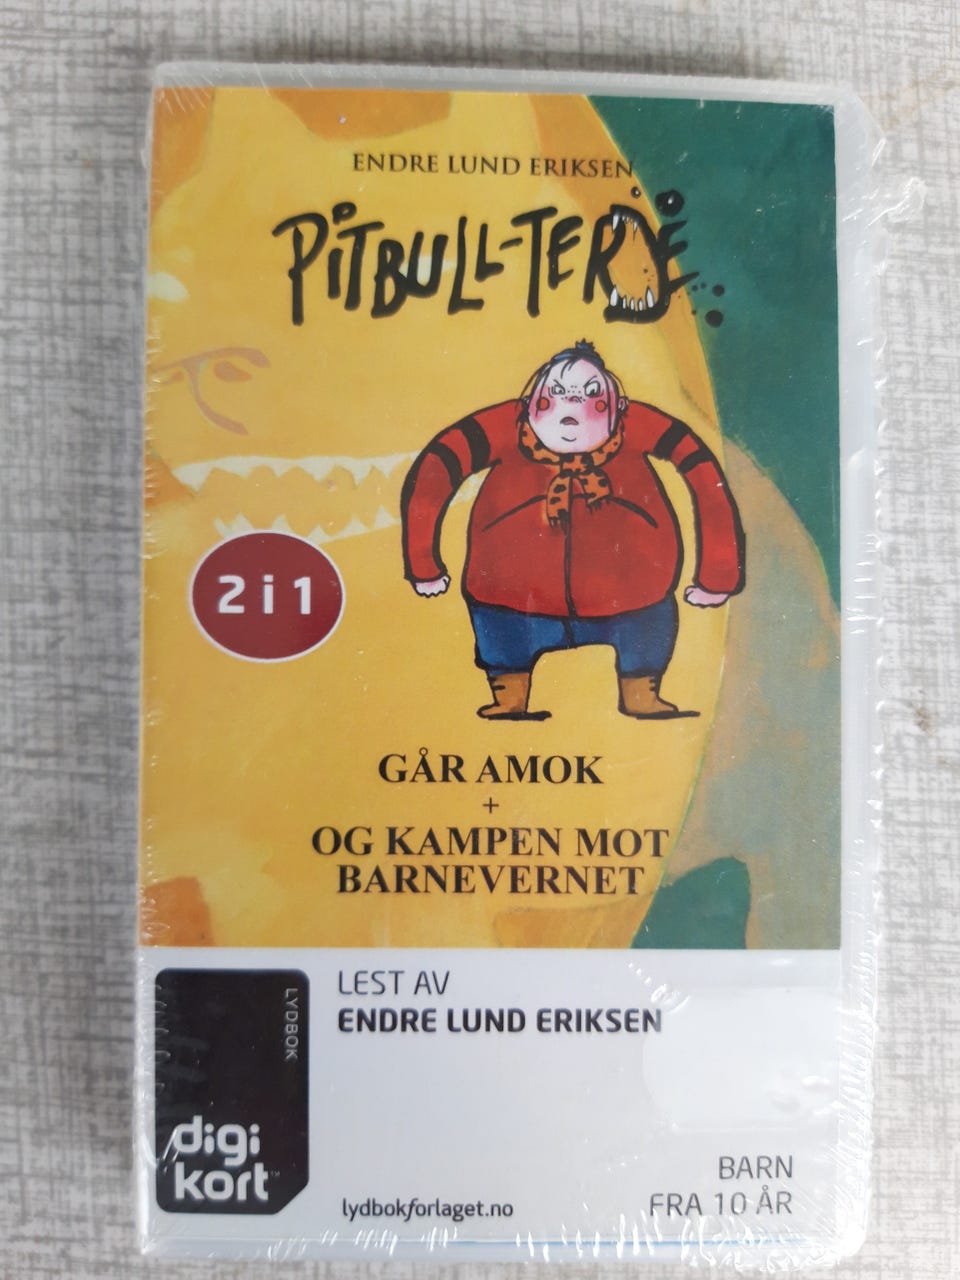 ENDRE LUND ERIKSEN
PITBULL-TERJE
2 i 1
GÅR AMOK
+
OG KAMPEN MOT
BARNEVERNET
LEST AV
ENDRE LUND ERIKSEN
LYDBOK
digi
kort
lydbokforlaget.no
BARN
FRA 10 ÅR